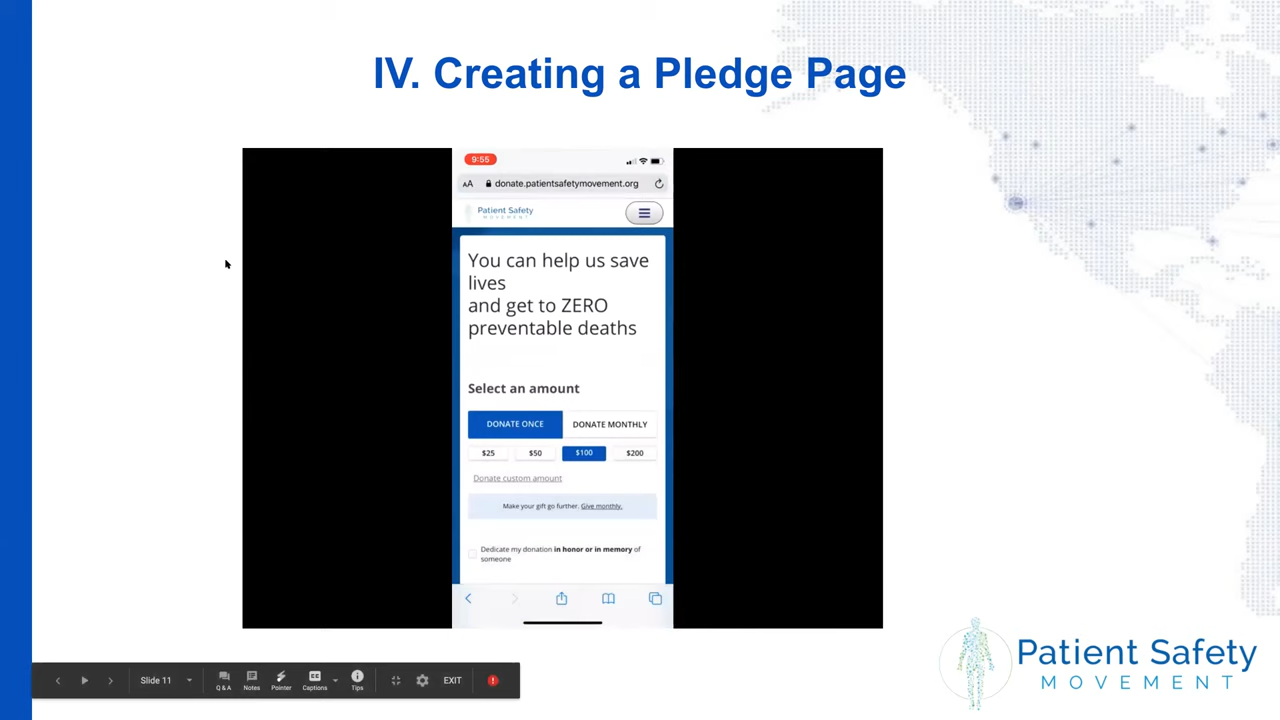 IV. Creating a Pledge Page
9:55
AA donate.patientsafetymovement.org
Patient Safety
MOVEMENT
You can help us save
lives
and get to ZERO
preventable deaths
Select an amount
DONATE ONCE DONATE MONTHLY
$25 $50 $100 $200
Donate custom amount
Make your gift go further. Give monthly.
Dedicate my donation in honor or in memory of
someone
Slide 11
Q & A Notes Pointer Captions Tips EXIT
Patient Safety
MOVEMENT